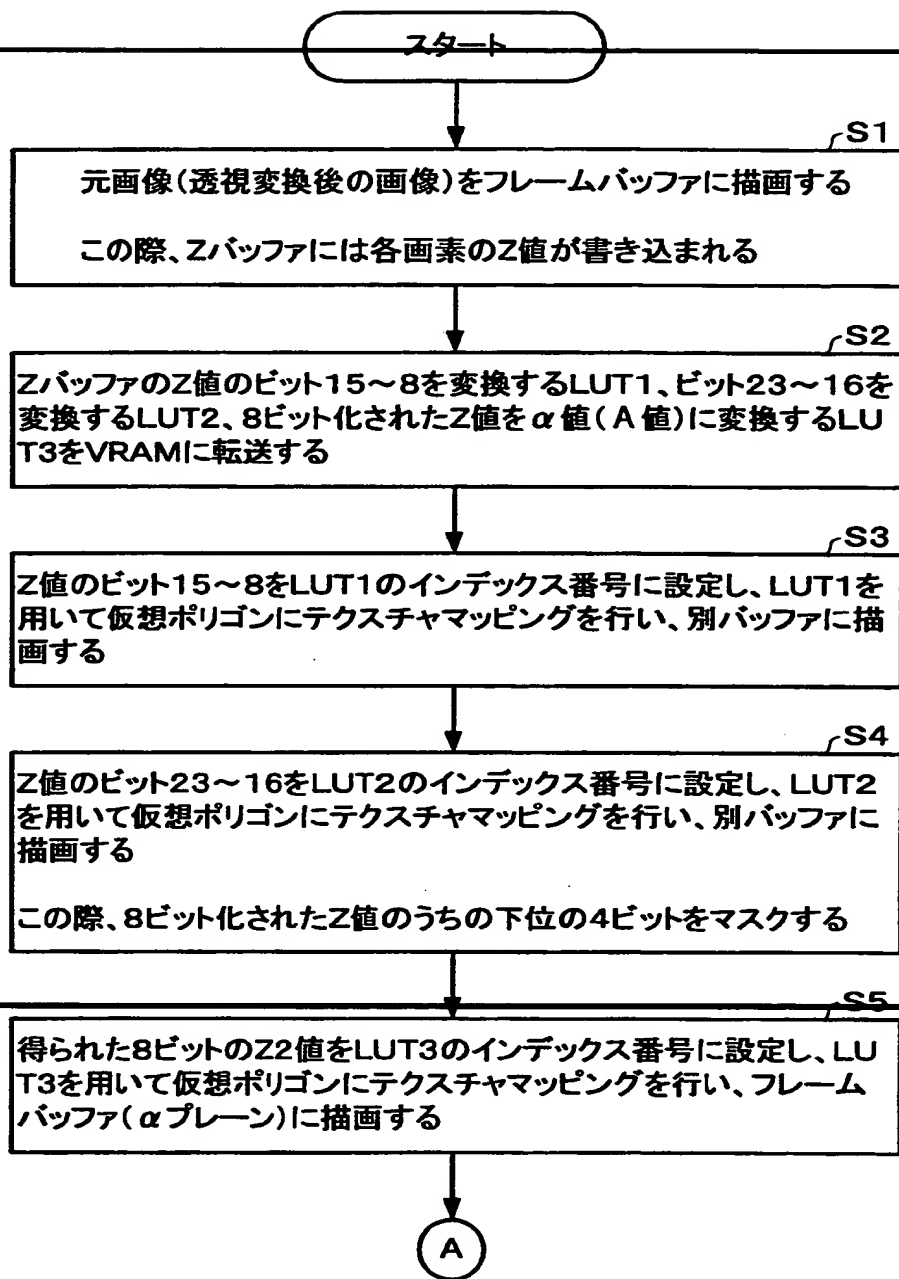 スタート
S1
元画像(透視変換後の画像)をフレームバッファに描画する
この際、Zバッファには各画素のZ値が書き込まれる
S2
ZバッファのZ値のビット15〜8を変換するLUT1、ビット23〜16を
変換するLUT2、8ビット化されたZ値をα値(A値)に変換するLU
T3をVRAMに転送する
S3
Z値のビット15〜8をLUT1のインデックス番号に設定し、LUT1を
用いて仮想ポリゴンにテクスチャマッピングを行い、別バッファに描
画する
S4
Z値のビット23〜16をLUT2のインデックス番号に設定し、LUT2
を用いて仮想ポリゴンにテクスチャマッピングを行い、別バッファに
描画する
この際、8ビット化されたZ値のうちの下位の4ビットをマスクする
S5
得られた8ビットのZ2値をLUT3のインデックス番号に設定し、LU
T3を用いて仮想ポリゴンにテクスチャマッピングを行い、フレーム
バッファ(αプレーン)に描画する
A